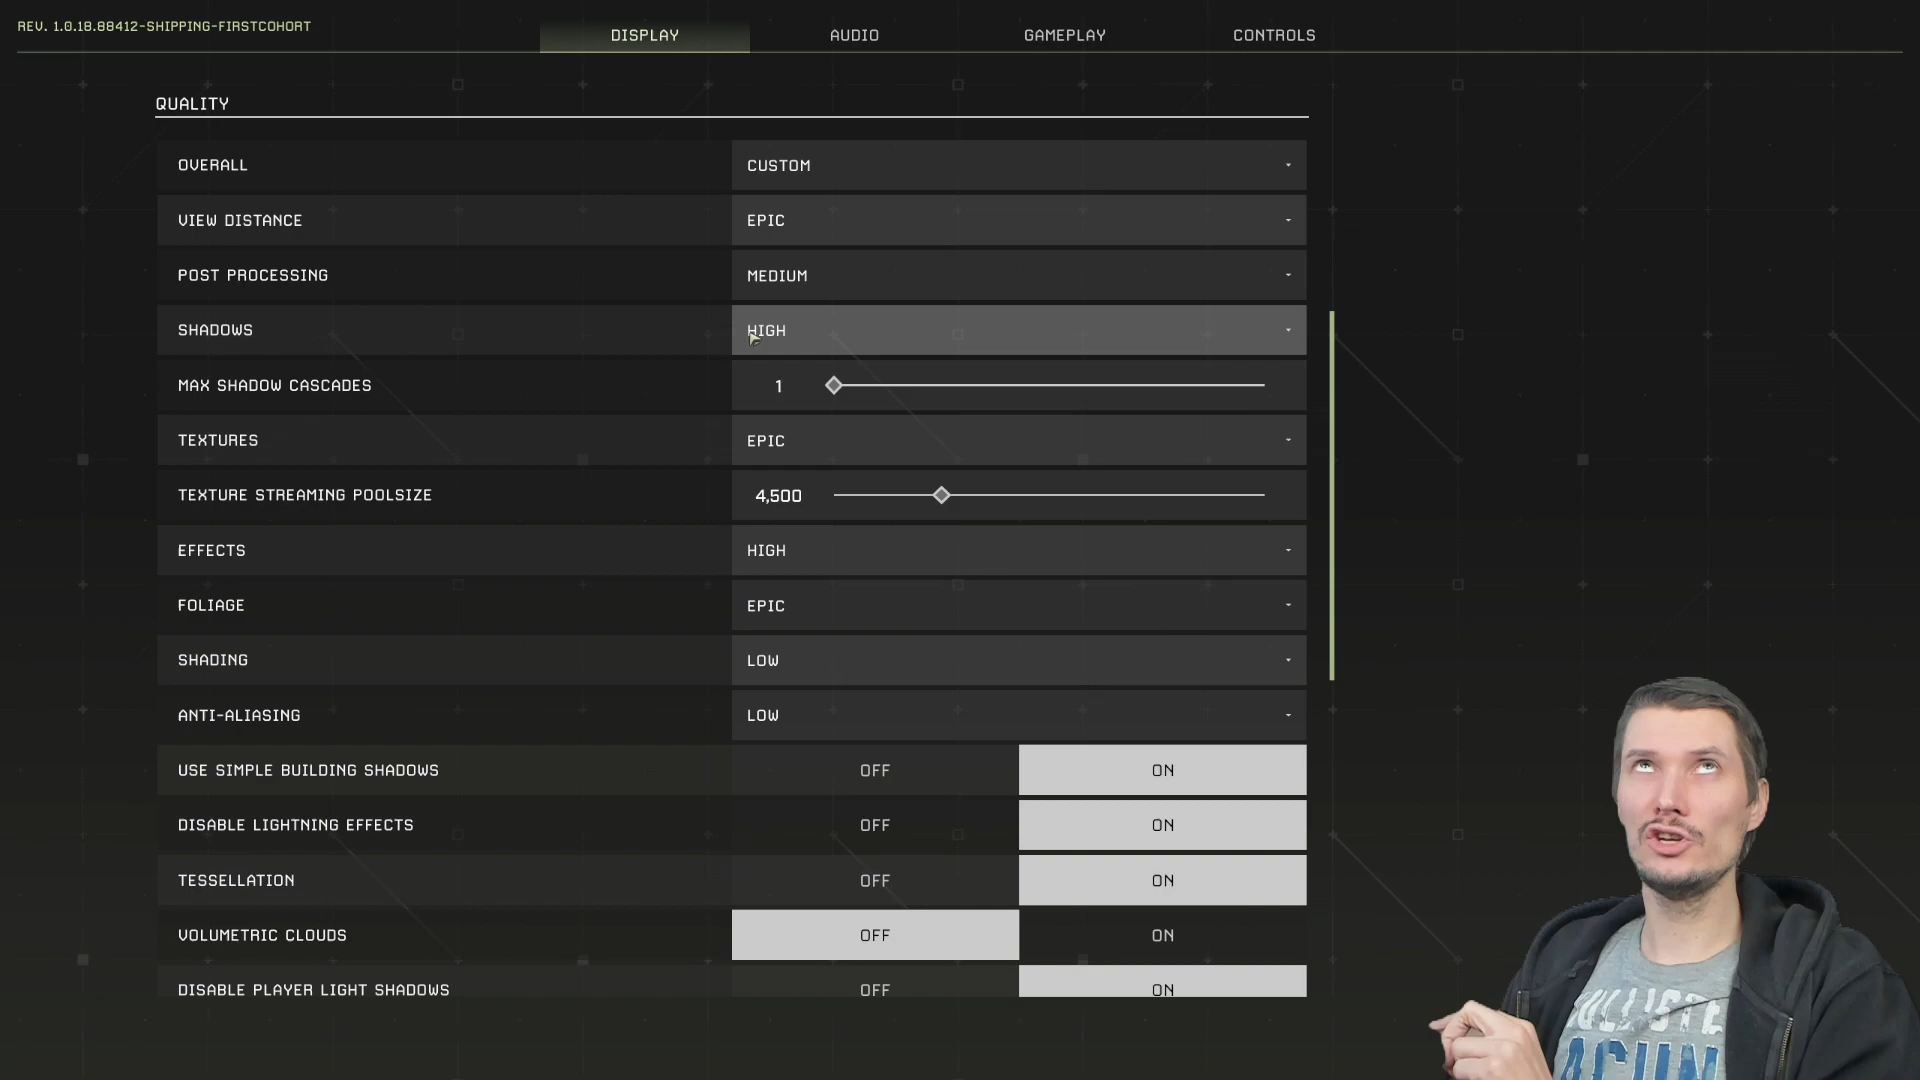 REV. 1.0.18.88412-SHIPPING-FIRSTCOHORT
DISPLAY AUDIO GAMEPLAY CONTROLS
QUALITY
OVERALL CUSTOM
VIEW DISTANCE EPIC
POST PROCESSING MEDIUM
SHADOWS HIGH
MAX SHADOW CASCADES 1
TEXTURES EPIC
TEXTURE STREAMING POOLSIZE 4,500
EFFECTS HIGH
FOLIAGE EPIC
SHADING LOW
ANTI-ALIASING LOW
USE SIMPLE BUILDING SHADOWS OFF ON
DISABLE LIGHTNING EFFECTS OFF ON
TESSELLATION OFF ON
VOLUMETRIC CLOUDS OFF ON
DISABLE PLAYER LIGHT SHADOWS OFF ON